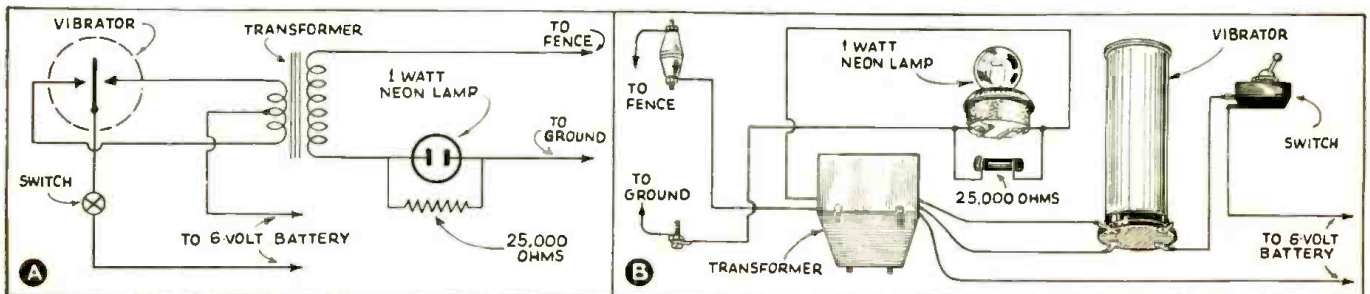 VIBRATOR
TRANSFORMER
TO
FENCE
1 WATT
NEON LAMP
TO
GROUND
SWITCH
TO 6-VOLT BATTERY
25,000
OHMS
A
TO
FENCE
1 WATT
NEON LAMP
VIBRATOR
SWITCH
25,000 OHMS
TO
GROUND
TRANSFORMER
TO 6-VOLT
BATTERY
B